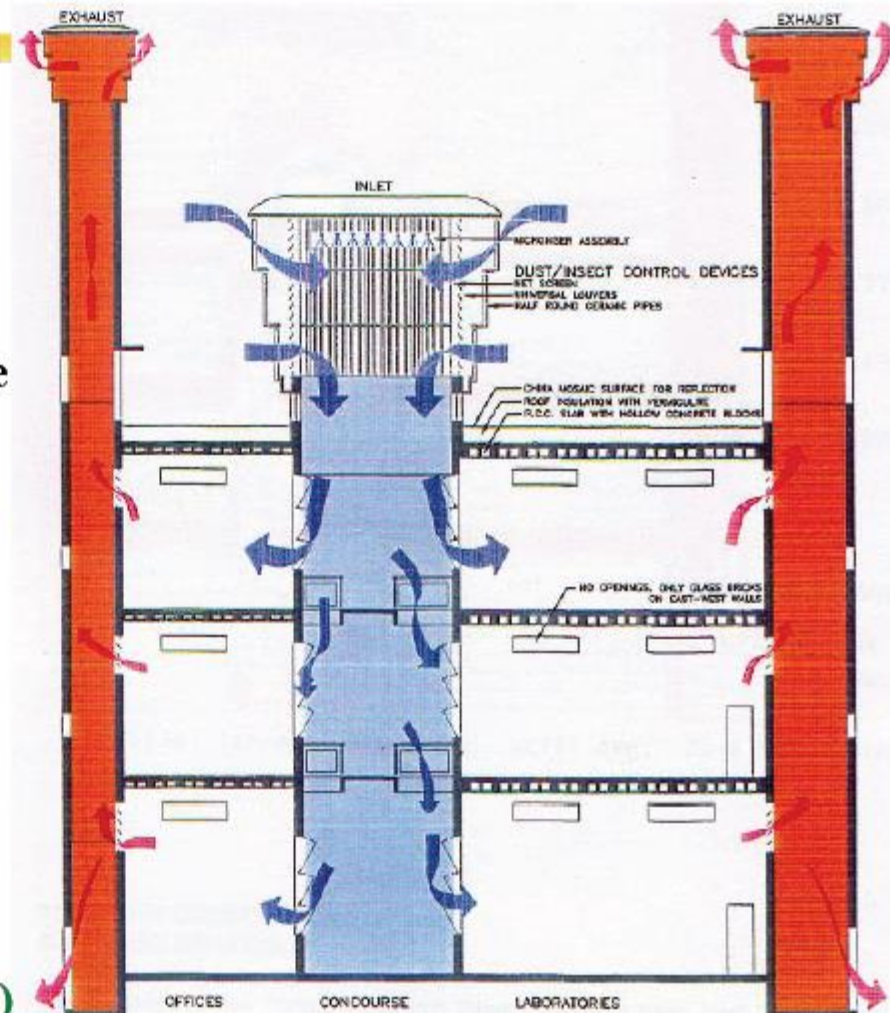 EXHAUST
EXHAUST
INLET
MICRONISER ASSEMBLY
DUST/INSECT CONTROL DEVICES
NET SCREEN
UNIVERSAL LOUVERS
HALF ROUND CERAMIC PIPES
e
CHINA MOSAIC SURFACE FOR REFLECTION
ROOF INSULATION WITH VERMICULITE
R.C.C. SLAB WITH HOLLOW CONCRETE BLOCKS
NO OPENINGS, ONLY GLASS BRICKS
ON EAST-WEST WALLS
)
OFFICES
CONCOURSE
LABORATORIES